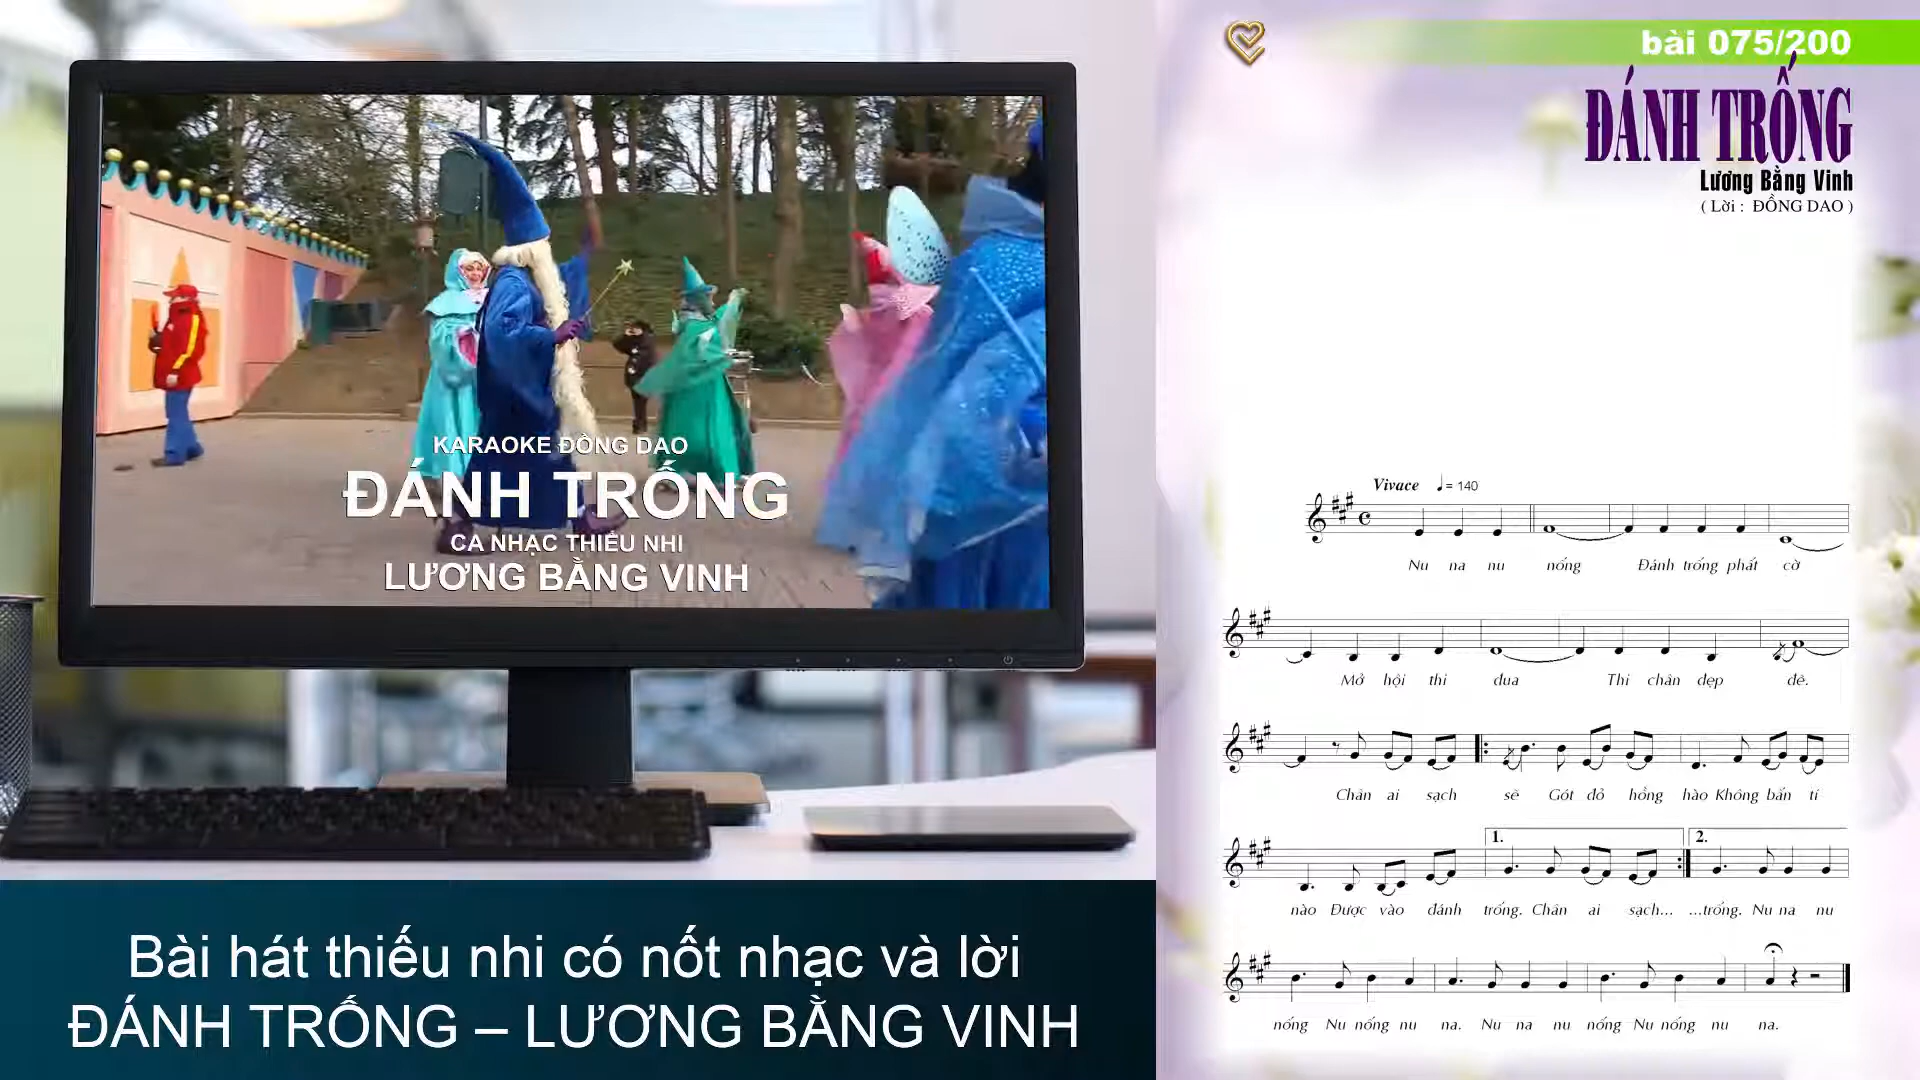 KARAOKE ĐỒNG DAO
ĐÁNH TRỐNG
CA NHẠC THIẾU NHI
LƯƠNG BẰNG VINH
Bài hát thiếu nhi có nốt nhạc và lời
ĐÁNH TRỐNG – LƯƠNG BẰNG VINH
bài 075/200
ĐÁNH TRỐNG
Lương Bằng Vinh
( Lời : ĐỒNG DAO )
Vivace ♩= 140
Nu na nu nống Đánh trống phất cờ
Mở hội thi đua Thi chân đẹp đẽ.
Chân ai sạch sẽ Gót đỏ hồng hào Không bẩn tí
1. 2.
nào Được vào đánh trống. Chân ai sạch... ...trống. Nu na nu
nống Nu nống nu na. Nu na nu nống Nu nống nu na.